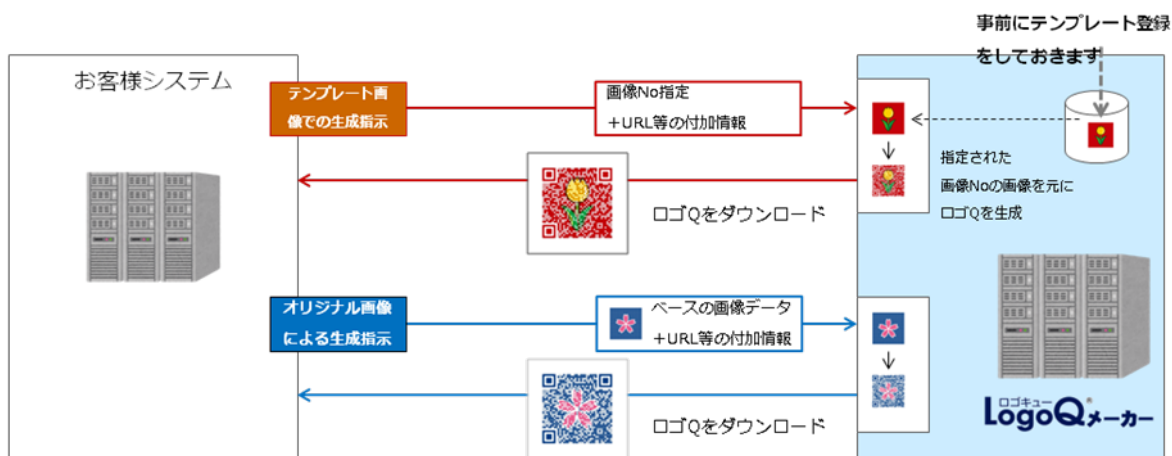 事前にテンプレート登録
をしておきます
お客様システム
テンプレート画
像での生成指示
画像No指定
＋URL等の付加情報
指定された
画像Noの画像を元に
ロゴQを生成
ロゴQをダウンロード
オリジナル画像
による生成指示
ベースの画像データ
＋URL等の付加情報
ロゴQをダウンロード
ロゴキュー
LogoQ®メーカー